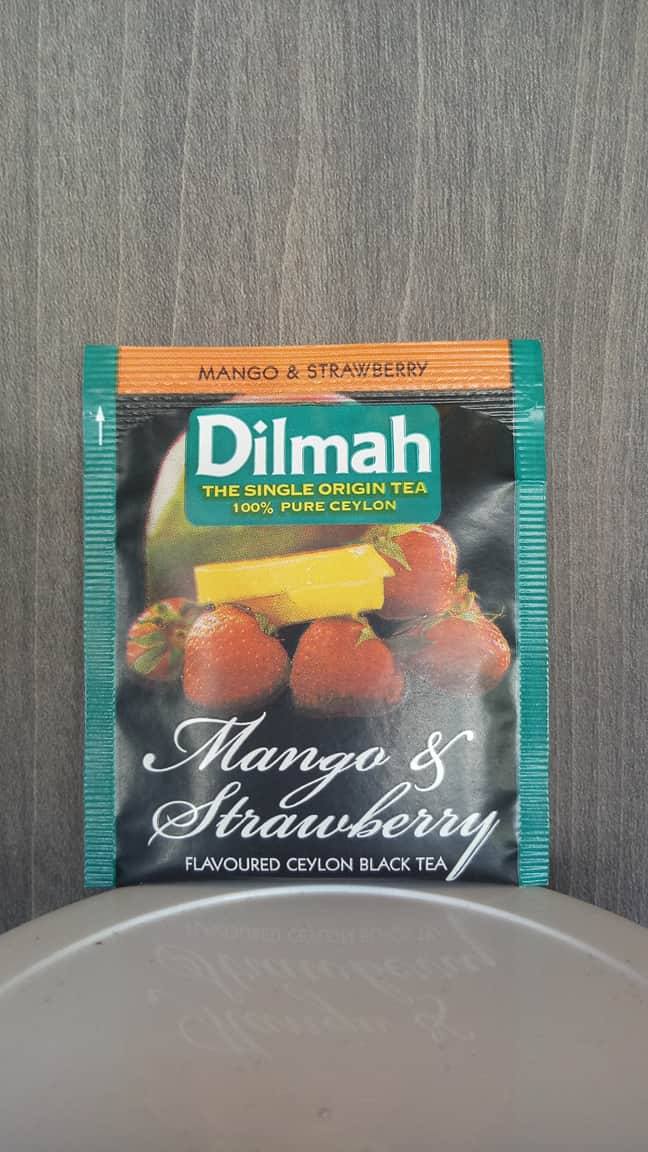 MANGO & STRAWBERRY
Dilmah
THE SINGLE ORIGIN TEA
100% PURE CEYLON
Mango &
Strawberry
FLAVOURED CEYLON BLACK TEA